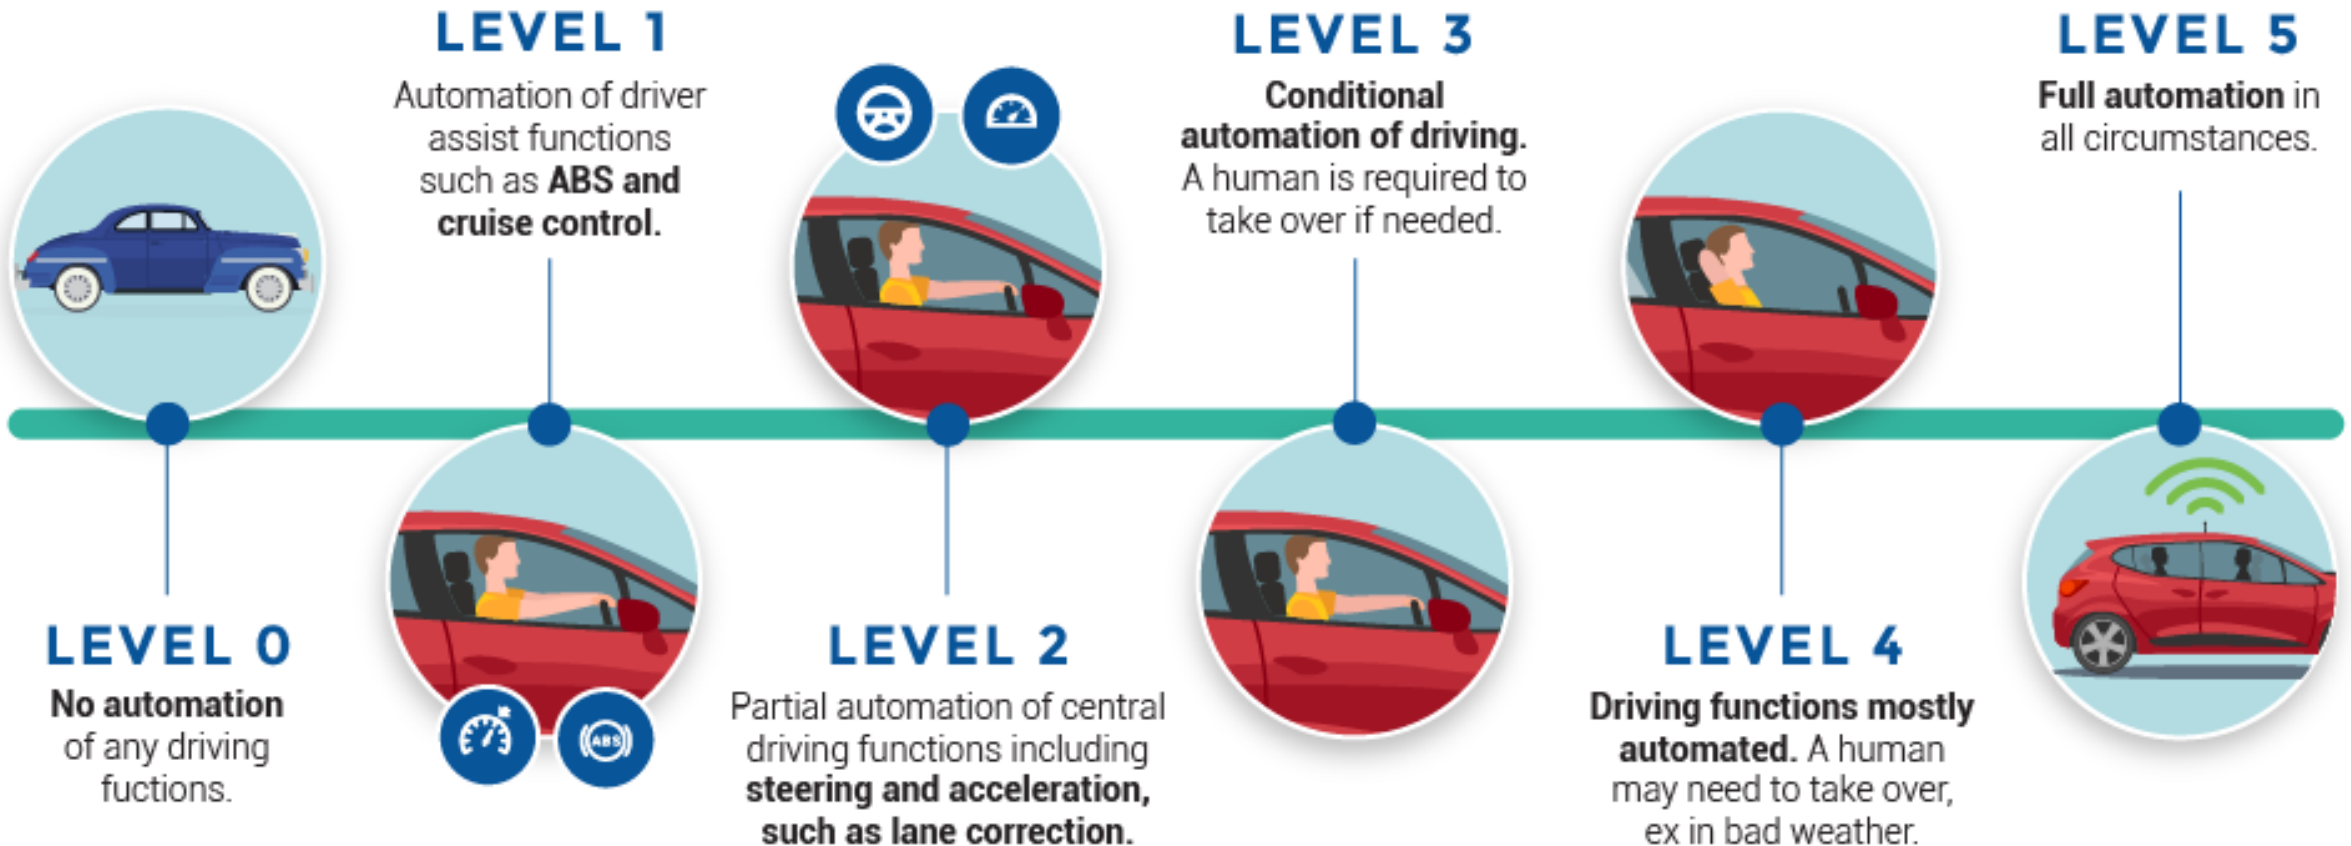 LEVEL 0
No automation
of any driving
fuctions.
LEVEL 1
Automation of driver
assist functions
such as ABS and
cruise control.
ABS
LEVEL 2
Partial automation of central
driving functions including
steering and acceleration,
such as lane correction.
LEVEL 3
Conditional
automation of driving.
A human is required to
take over if needed.
LEVEL 4
Driving functions mostly
automated. A human
may need to take over,
ex in bad weather.
LEVEL 5
Full automation in
all circumstances.